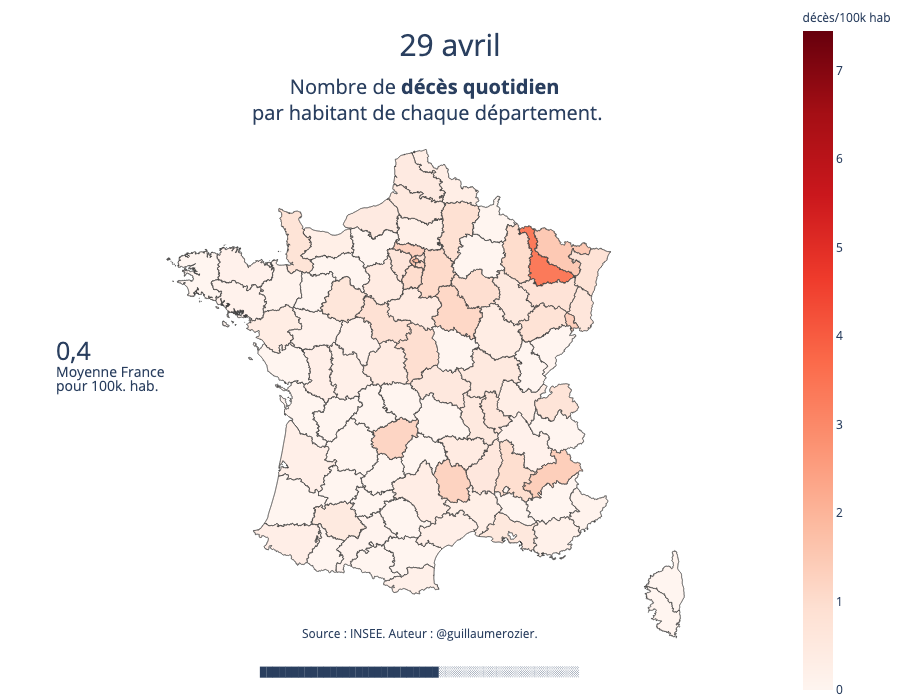 décès/100k hab
29 avril
Nombre de décès quotidien
par habitant de chaque département.
7
6
5
4
3
2
1
0
0,4
Moyenne France
pour 100k. hab.
Source : INSEE. Auteur : @guillaumerozier.